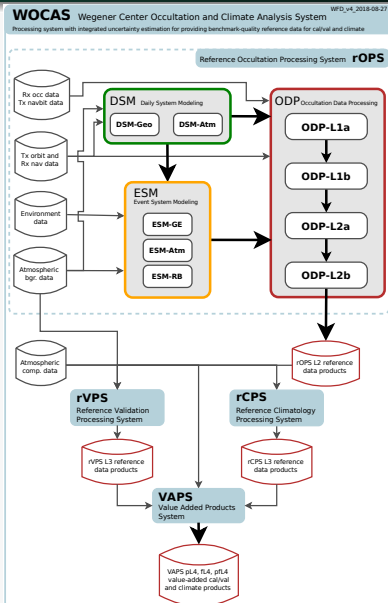 WFD_v4_2018-08-27
WOCAS Wegener Center Occultation and Climate Analysis System
Processing system with integrated uncertainty estimation for providing benchmark-quality reference data for cal/val and climate
Reference Occultation Processing System rOPS
Rx occ data
Tx navbit data
Tx orbit and
Rx nav data
Environment
data
Atmospheric
bgr. data
DSM Daily System Modeling
DSM-Geo
DSM-Atm
ESM
Event System Modeling
ESM-GE
ESM-Atm
ESM-RB
ODP Occultation Data Processing
ODP-L1a
ODP-L1b
ODP-L2a
ODP-L2b
Atmospheric
comp. data
rOPS L2 reference
data products
rVPS
Reference Validation
Processing System
rCPS
Reference Climatology
Processing System
rVPS L3 reference
data products
rCPS L3 reference
data products
VAPS
Value Added Products
System
VAPS pL4, fL4, pfL4
value-added cal/val
and climate products